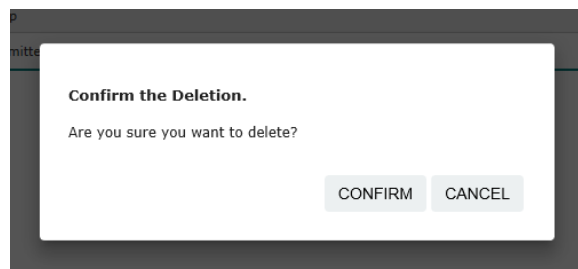 Confirm the Deletion.
Are you sure you want to delete?
CONFIRM CANCEL